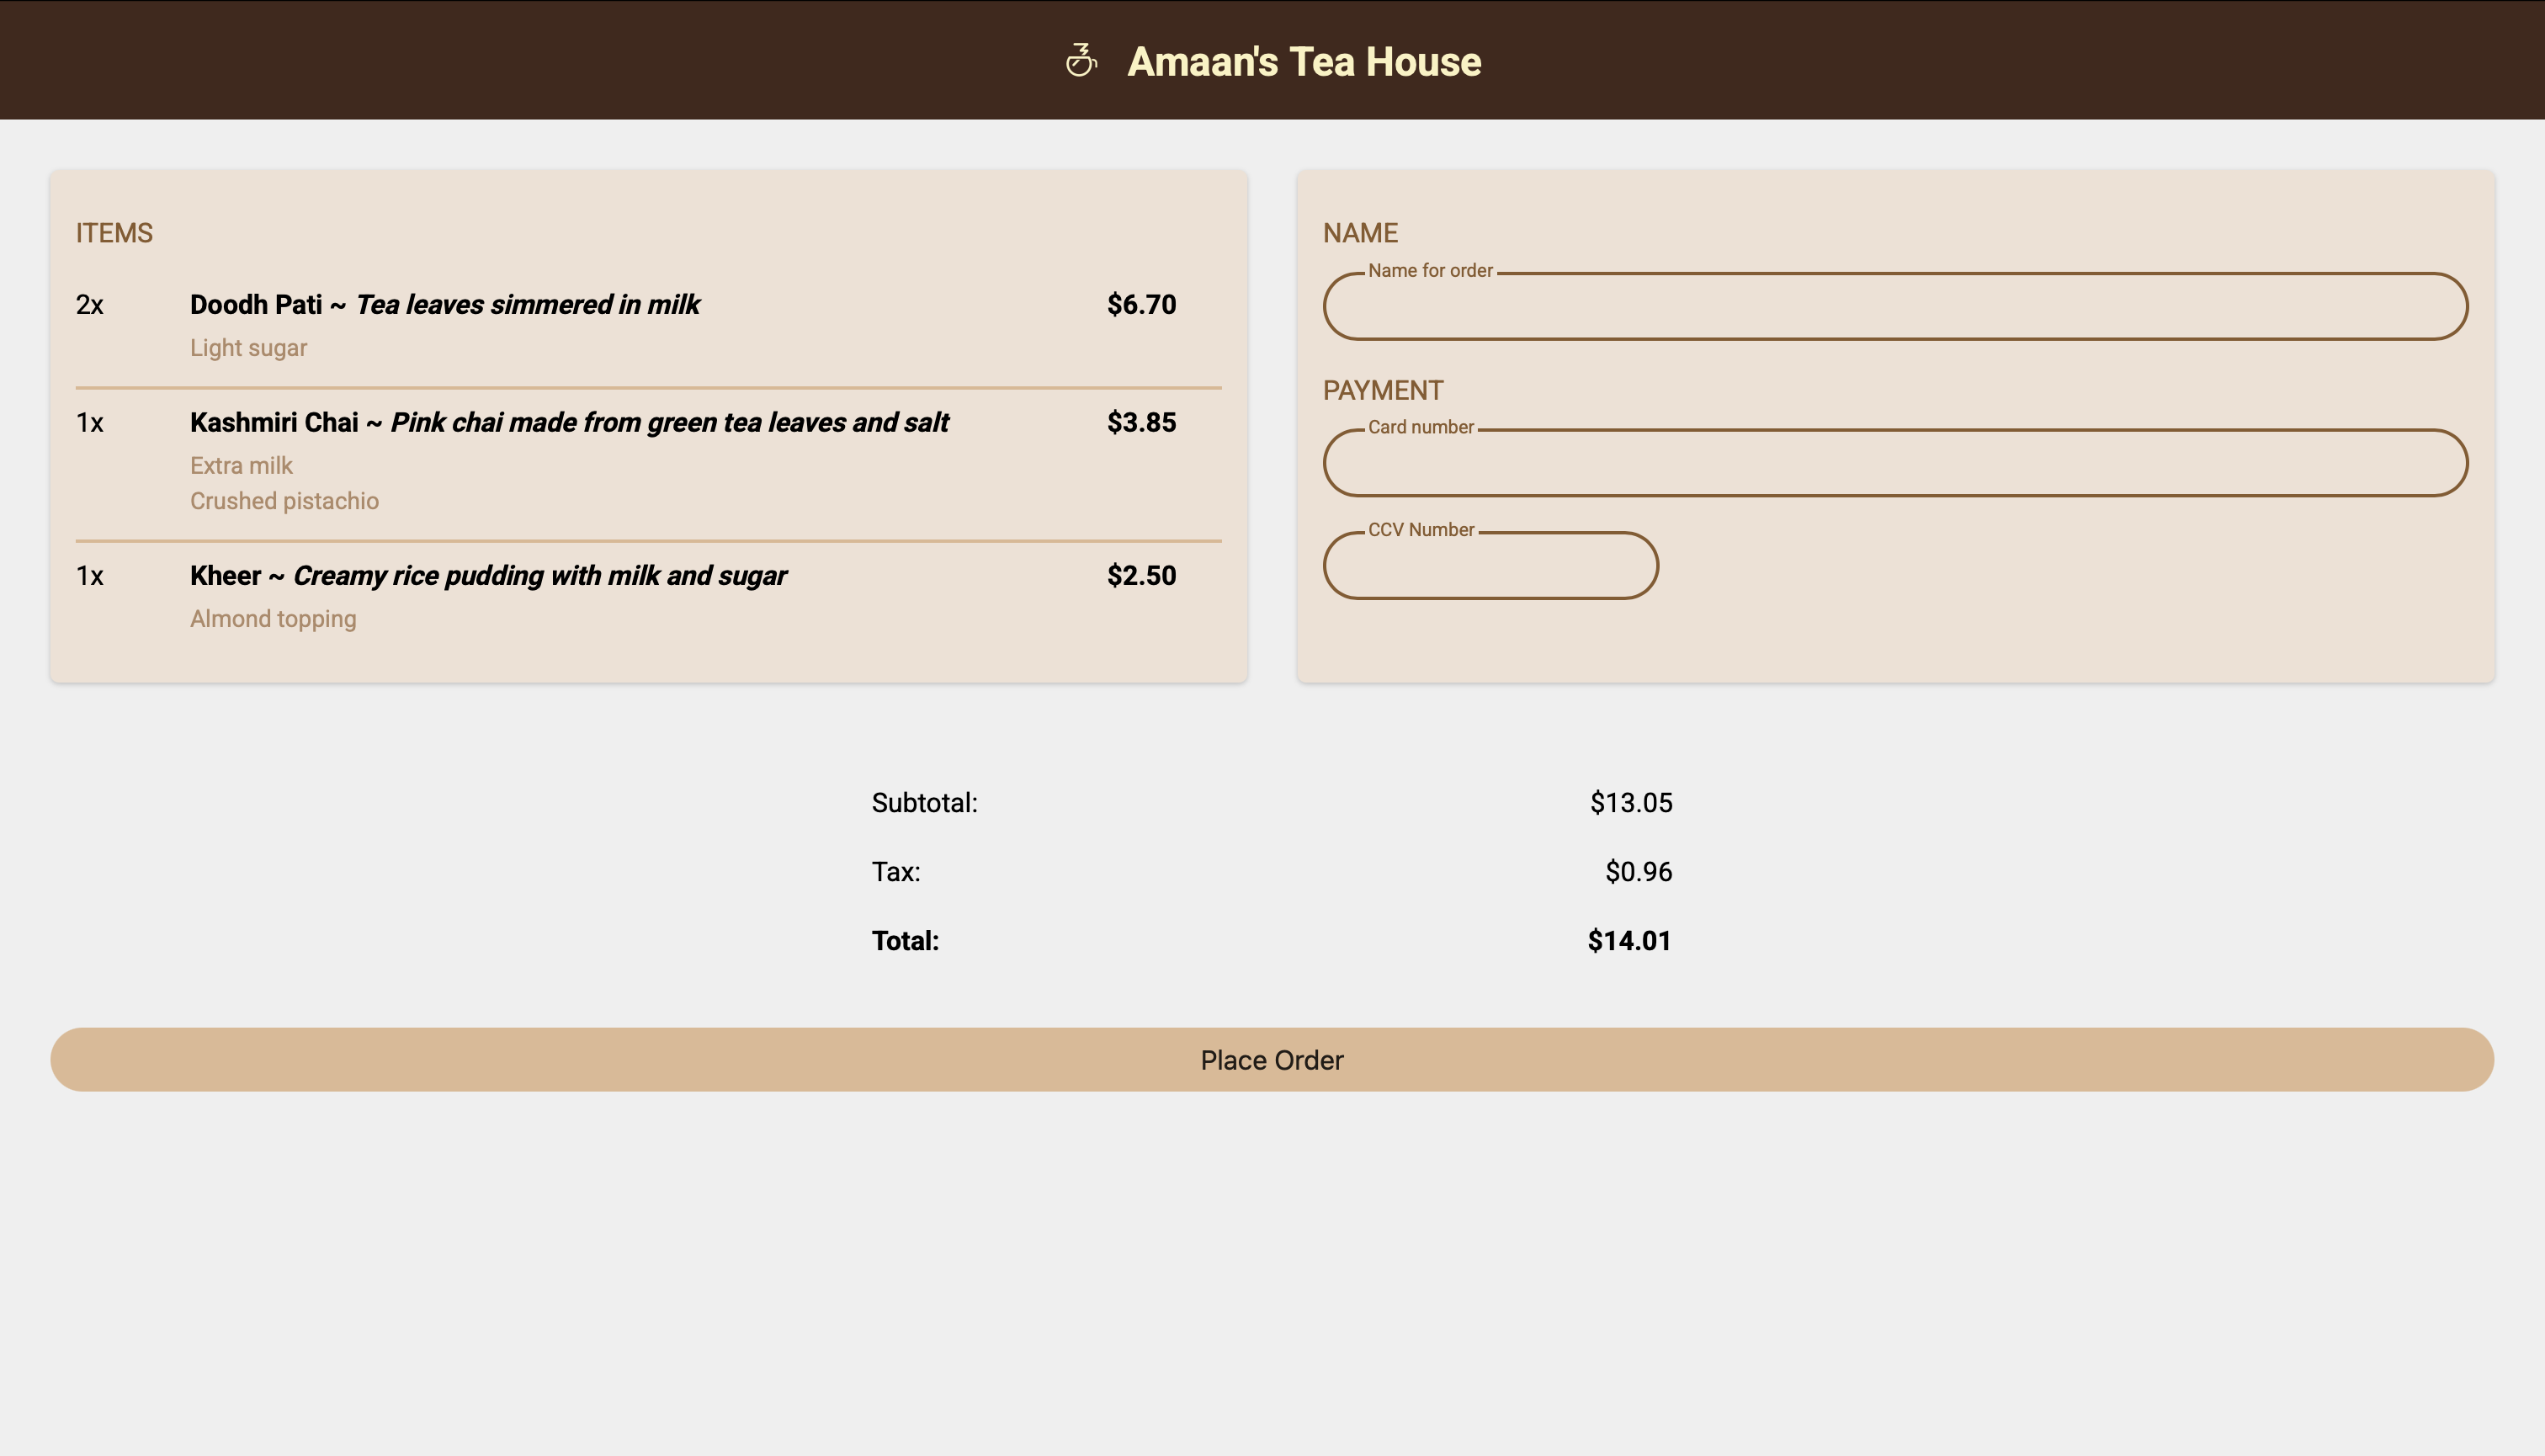 Amaan's Tea House
ITEMS
2x Doodh Pati ~ Tea leaves simmered in milk $6.70
Light sugar
1x Kashmiri Chai ~ Pink chai made from green tea leaves and salt $3.85
Extra milk
Crushed pistachio
1x Kheer ~ Creamy rice pudding with milk and sugar $2.50
Almond topping
NAME
Name for order
PAYMENT
Card number
CCV Number
Subtotal: $13.05
Tax: $0.96
Total: $14.01
Place Order